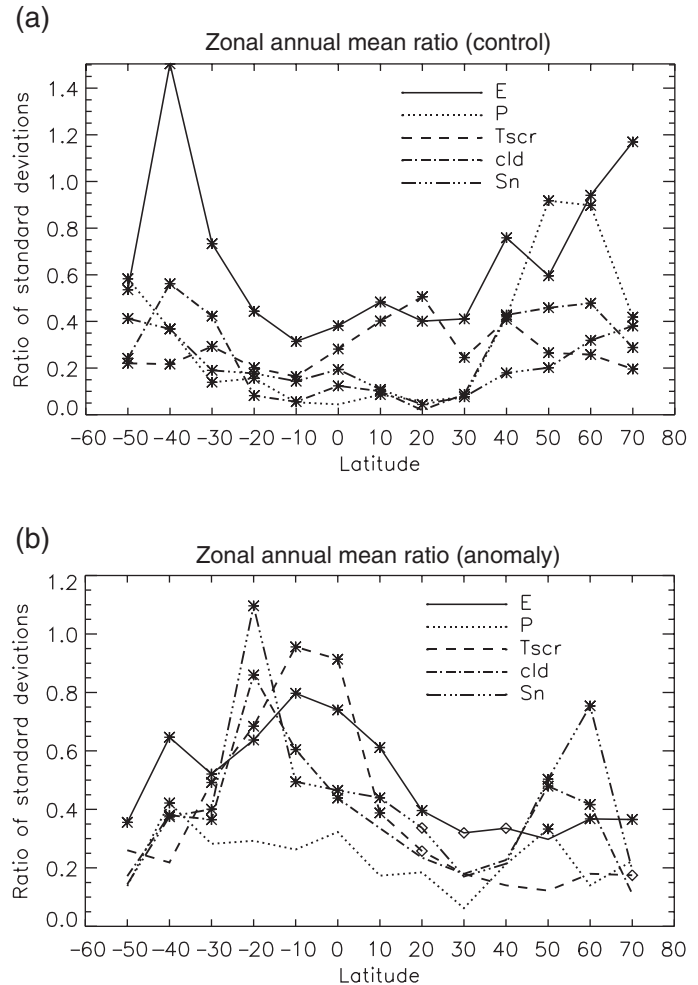 (a)
Zonal annual mean ratio (control)
Ratio of standard deviations
1.4
1.2
1.0
0.8
0.6
0.4
0.2
0.0
E
P
Tscr
cld
Sn
-60 -50 -40 -30 -20 -10 0 10 20 30 40 50 60 70 80
Latitude
(b)
Zonal annual mean ratio (anomaly)
Ratio of standard deviations
1.2
1.0
0.8
0.6
0.4
0.2
0.0
E
P
Tscr
cld
Sn
-60 -50 -40 -30 -20 -10 0 10 20 30 40 50 60 70 80
Latitude